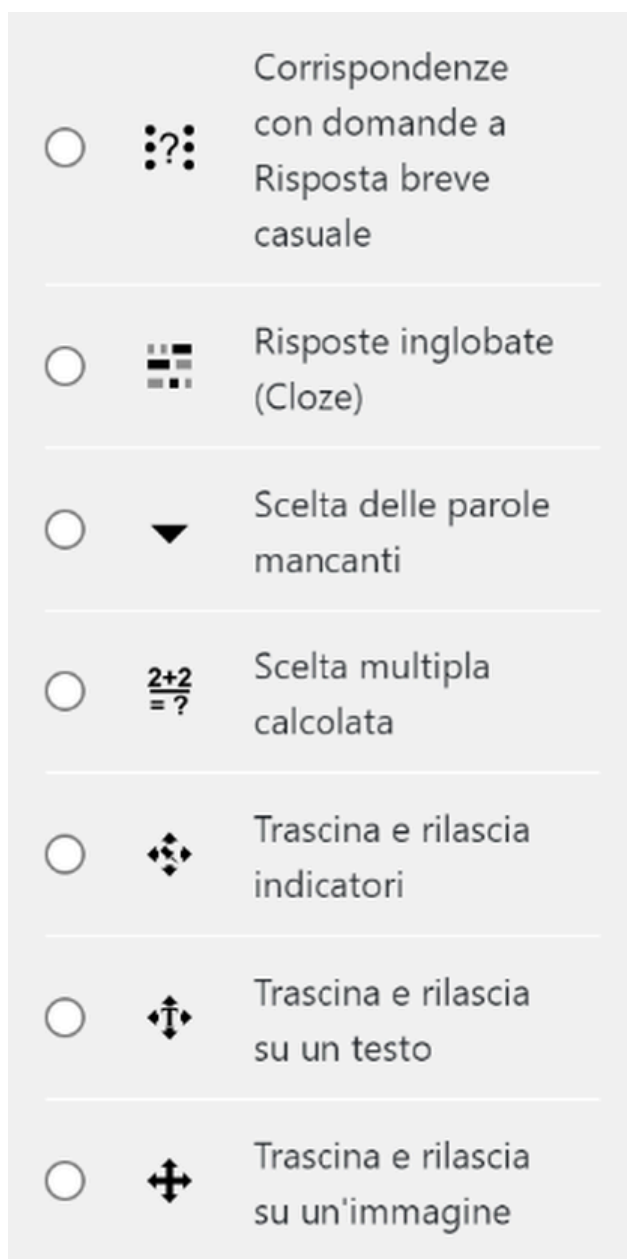 Corrispondenze
con domande a
Risposta breve
casuale
Risposte inglobate
(Cloze)
Scelta delle parole
mancanti
2+2
= ?
Scelta multipla
calcolata
Trascina e rilascia
indicatori
Trascina e rilascia
su un testo
Trascina e rilascia
su un'immagine